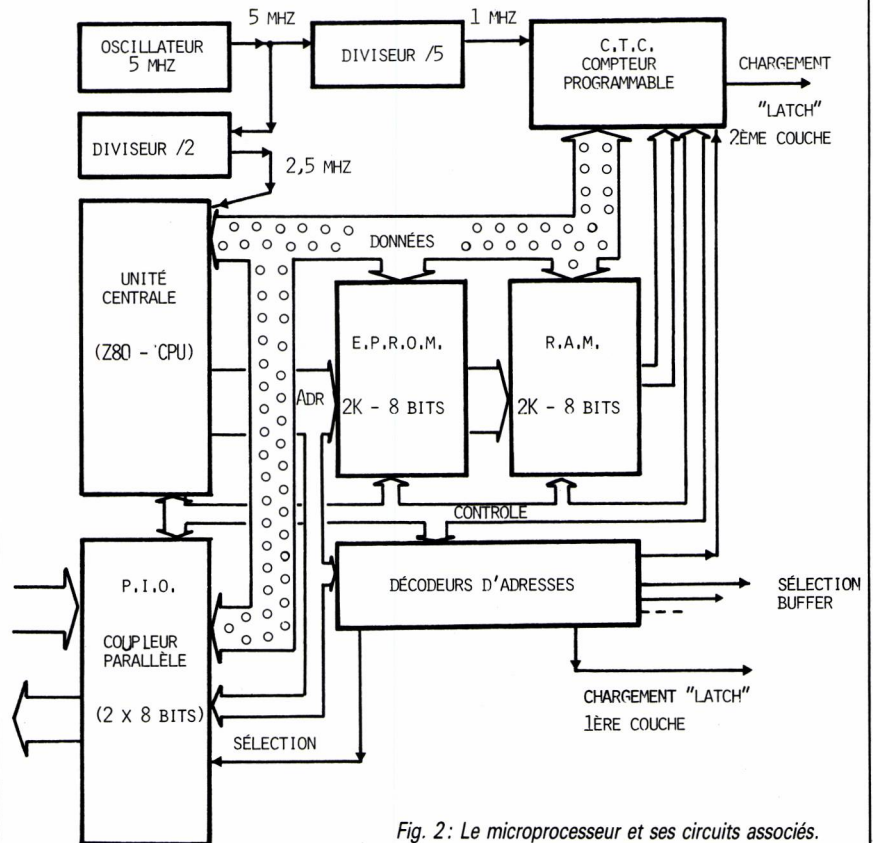 5 MHZ
1 MHZ
OSCILLATEUR
5 MHZ
DIVISEUR /5
C.T.C.
COMPTEUR
PROGRAMMABLE
CHARGEMENT
"LATCH"
2ÈME COUCHE
DIVISEUR /2
2,5 MHZ
DONNÉES
UNITÉ
CENTRALE
(Z80 - CPU)
E.P.R.O.M.
2K - 8 BITS
R.A.M.
2K - 8 BITS
ADR
CONTROLE
P.I.O.
COUPLEUR
PARALLÈLE
(2 X 8 BITS)
DÉCODEURS D'ADRESSES
SÉLECTION
BUFFER
CHARGEMENT "LATCH"
1ÈRE COUCHE
SÉLECTION
Fig. 2: Le microprocesseur et ses circuits associés.